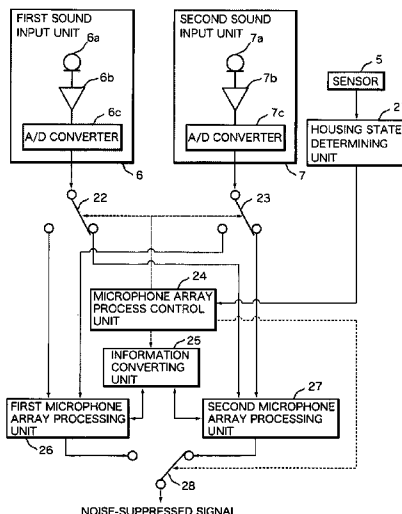 FIRST SOUND
INPUT UNIT
6a
6b
6c
A/D CONVERTER
6
SECOND SOUND
INPUT UNIT
7a
7b
7c
A/D CONVERTER
7
5
SENSOR
2
HOUSING STATE
DETERMINING
UNIT
22
23
24
MICROPHONE ARRAY
PROCESS CONTROL
UNIT
25
INFORMATION
CONVERTING
UNIT
27
FIRST MICROPHONE
ARRAY PROCESSING
UNIT
26
SECOND MICROPHONE
ARRAY PROCESSING
UNIT
28
NOISE-SUPPRESSED SIGNAL